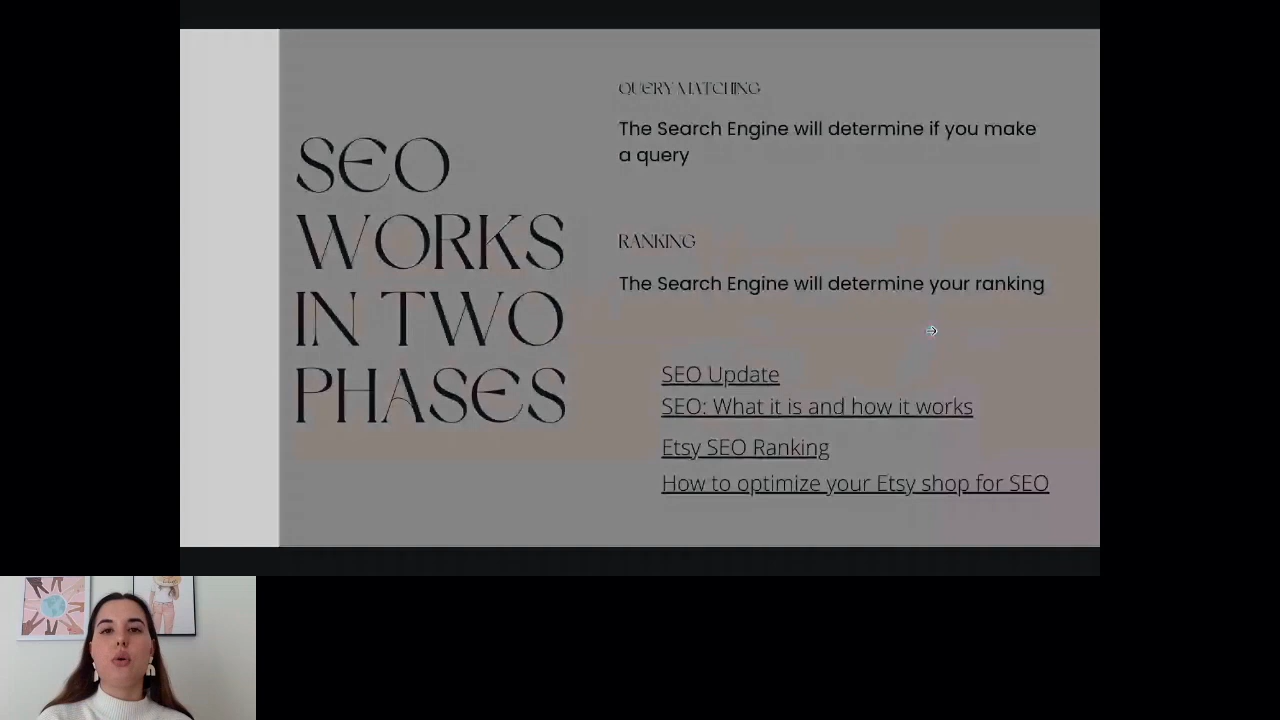 SEO
WORKS
IN TWO
PHASES
QUERY MATCHING
The Search Engine will determine if you make
a query
RANKING
The Search Engine will determine your ranking
SEO Update
SEO: What it is and how it works
Etsy SEO Ranking
How to optimize your Etsy shop for SEO